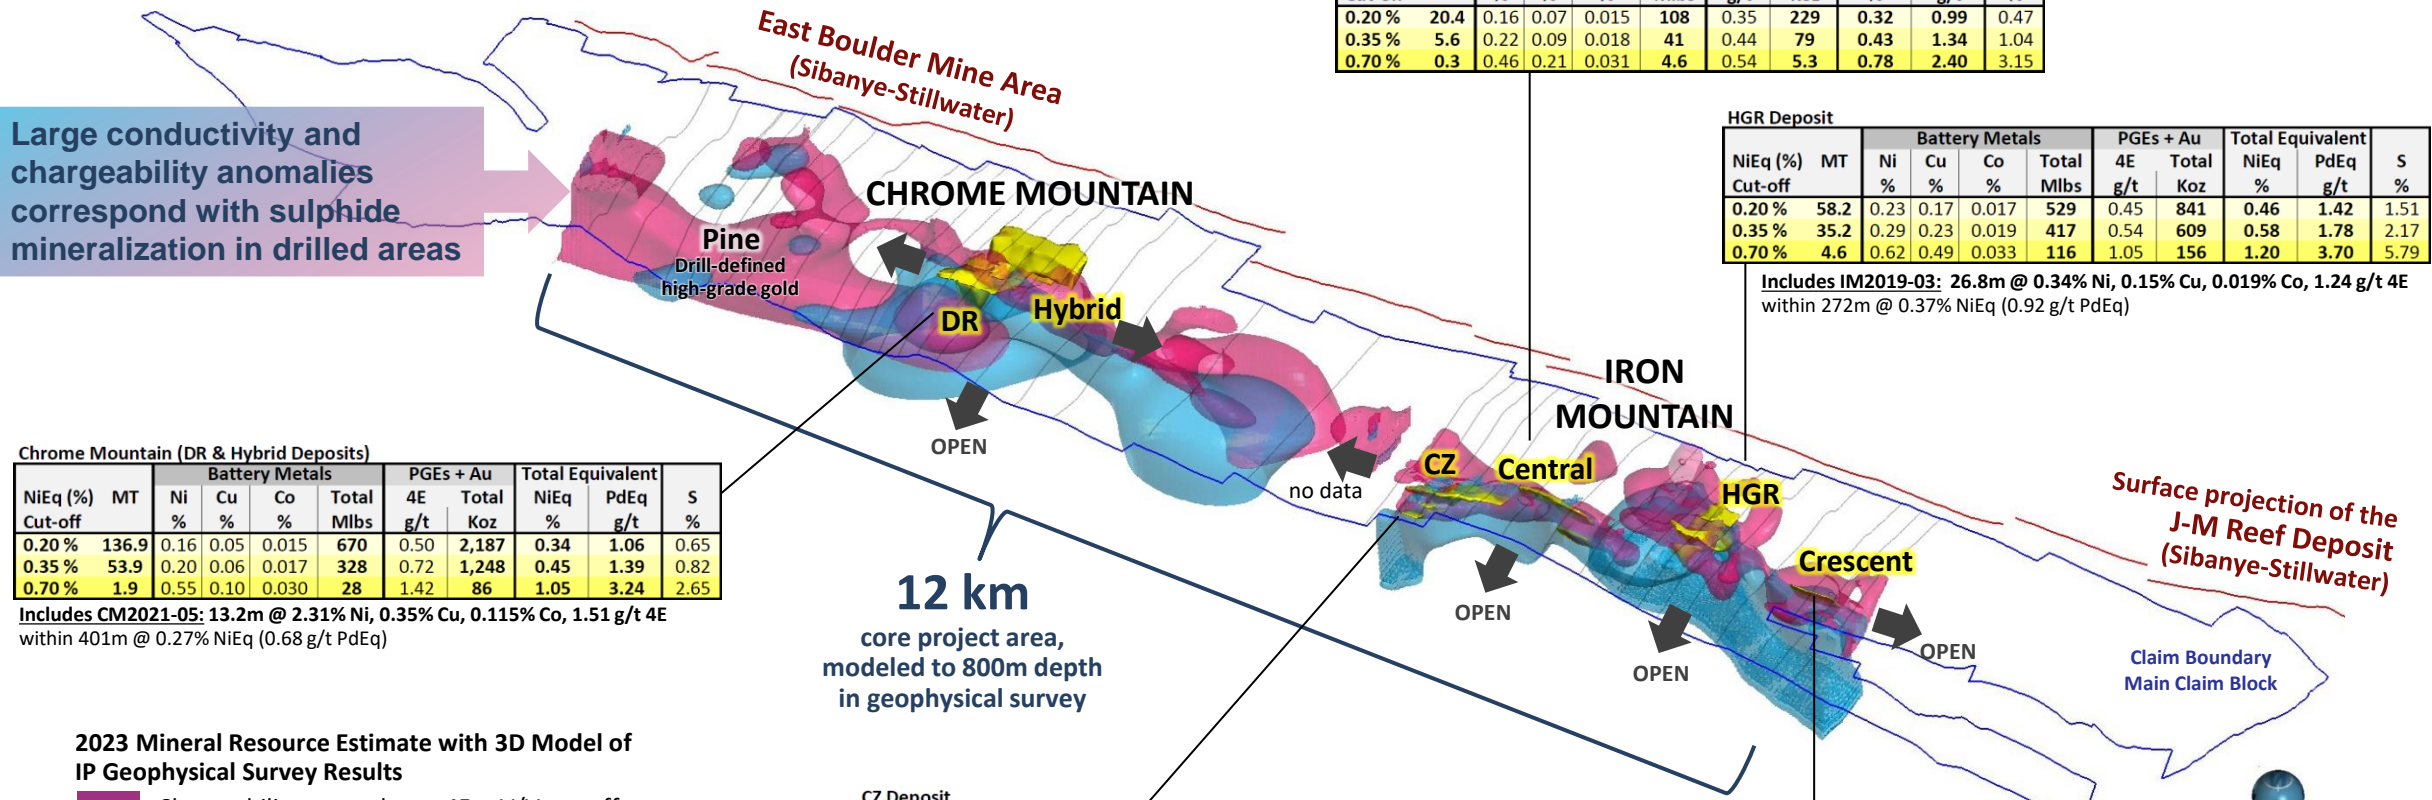 0.20 % 20.4 0.16 0.07 0.015 108 0.35 229 0.32 0.99 0.47
0.35 % 5.6 0.22 0.09 0.018 41 0.44 79 0.43 1.34 1.04
0.70 % 0.3 0.46 0.21 0.031 4.6 0.54 5.3 0.78 2.40 3.15
East Boulder Mine Area
(Sibanye-Stillwater)
Large conductivity and
chargeability anomalies
correspond with sulphide
mineralization in drilled areas
HGR Deposit
Battery Metals PGEs + Au Total Equivalent
NiEq (%) MT Ni Cu Co Total 4E Total NiEq PdEq S
Cut-off % % % Mlbs g/t Koz % g/t %
0.20 % 58.2 0.23 0.17 0.017 529 0.45 841 0.46 1.42 1.51
0.35 % 35.2 0.29 0.23 0.019 417 0.54 609 0.58 1.78 2.17
0.70 % 4.6 0.62 0.49 0.033 116 1.05 156 1.20 3.70 5.79
Includes IM2019-03: 26.8m @ 0.34% Ni, 0.15% Cu, 0.019% Co, 1.24 g/t 4E
within 272m @ 0.37% NiEq (0.92 g/t PdEq)
CHROME MOUNTAIN
Pine
Drill-defined
high-grade gold
DR
Hybrid
OPEN
IRON
MOUNTAIN
no data
CZ
Central
HGR
Crescent
OPEN
OPEN
OPEN
Surface projection of the
J-M Reef Deposit
(Sibanye-Stillwater)
Claim Boundary
Main Claim Block
Chrome Mountain (DR & Hybrid Deposits)
Battery Metals PGEs + Au Total Equivalent
NiEq (%) MT Ni Cu Co Total 4E Total NiEq PdEq S
Cut-off % % % Mlbs g/t Koz % g/t %
0.20 % 136.9 0.16 0.05 0.015 670 0.50 2,187 0.34 1.06 0.65
0.35 % 53.9 0.20 0.06 0.017 328 0.72 1,248 0.45 1.39 0.82
0.70 % 1.9 0.55 0.10 0.030 28 1.42 86 1.05 3.24 2.65
Includes CM2021-05: 13.2m @ 2.31% Ni, 0.35% Cu, 0.115% Co, 1.51 g/t 4E
within 401m @ 0.27% NiEq (0.68 g/t PdEq)
12 km
core project area,
modeled to 800m depth
in geophysical survey
2023 Mineral Resource Estimate with 3D Model of
IP Geophysical Survey Results
CZ Deposit